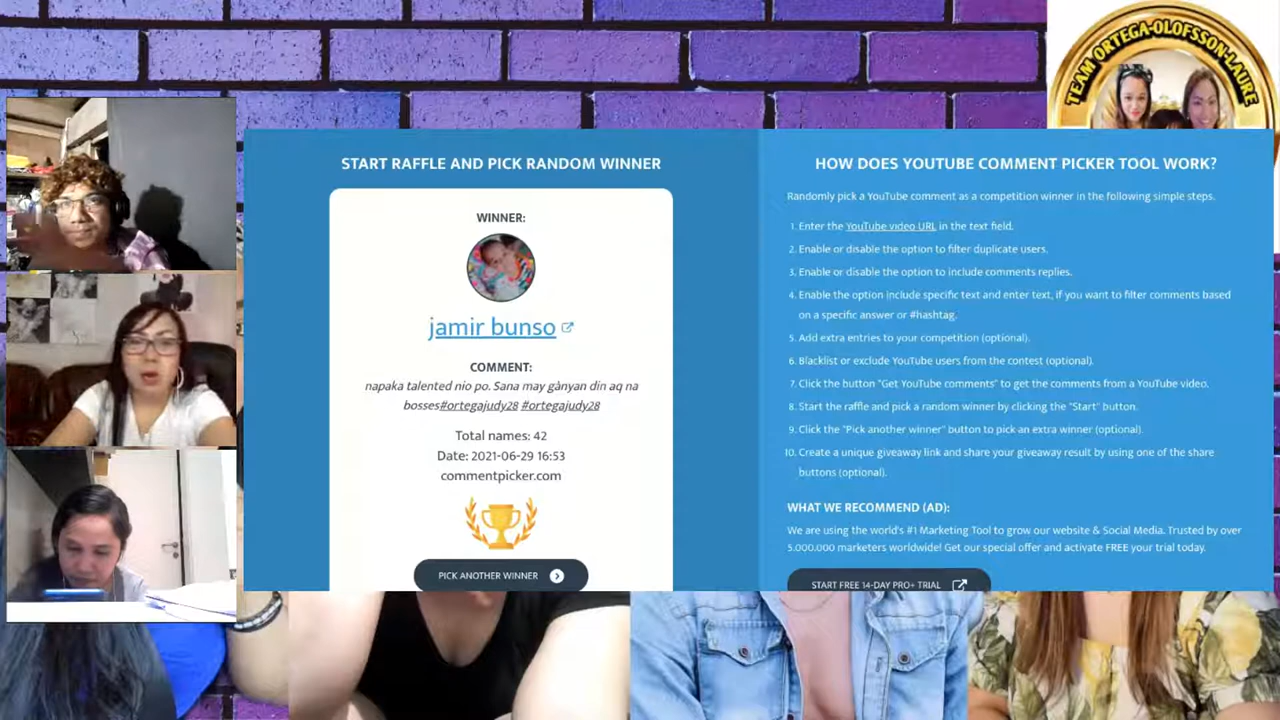 TEAM ORTEGA-OLOFSSON-LAURE
START RAFFLE AND PICK RANDOM WINNER
WINNER:
jamir bunso
COMMENT:
napaka talented nio po. Sana may gànyan din aq na
bosses#ortegajudy28 #ortegajudy28
Total names: 42
Date: 2021-06-29 16:53
commentpicker.com
PICK ANOTHER WINNER
HOW DOES YOUTUBE COMMENT PICKER TOOL WORK?
Randomly pick a YouTube comment as a competition winner in the following simple steps.
1. Enter the YouTube video URL in the text field.
2. Enable or disable the option to filter duplicate users.
3. Enable or disable the option to include comments replies.
4. Enable the option include specific text and enter text, if you want to filter comments based
on a specific answer or #hashtag.
5. Add extra entries to your competition (optional).
6. Blacklist or exclude YouTube users from the contest (optional).
7. Click the button "Get YouTube comments" to get the comments from a YouTube video.
8. Start the raffle and pick a random winner by clicking the "Start" button.
9. Click the "Pick another winner" button to pick an extra winner (optional).
10. Create a unique giveaway link and share your giveaway result by using one of the share
buttons (optional).
WHAT WE RECOMMEND (AD):
We are using the world's #1 Marketing Tool to grow our website & Social Media. Trusted by over
5.000.000 marketers worldwide! Get our special offer and activate FREE your trial today.
START FREE 14-DAY PRO+ TRIAL